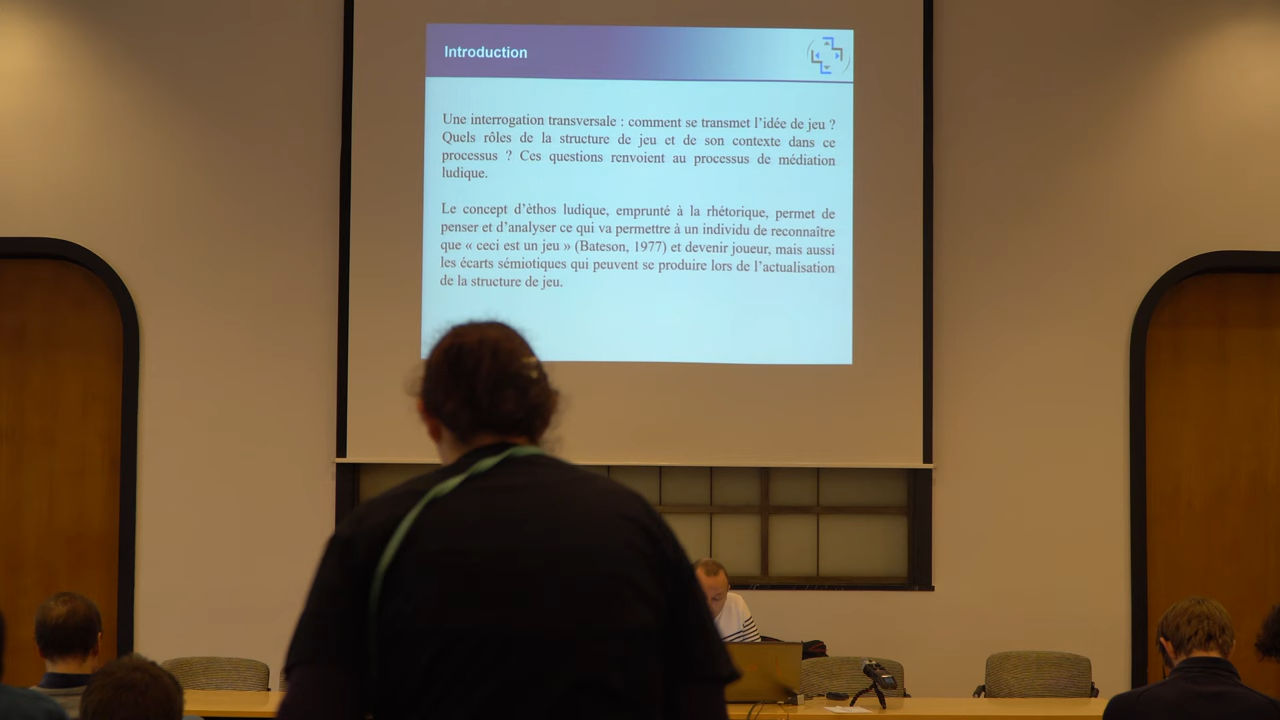 Introduction
Une interrogation transversale : comment se transmet l’idée de jeu ?
Quels rôles de la structure de jeu et de son contexte dans ce
processus ? Ces questions renvoient au processus de médiation
ludique.
Le concept d’èthos ludique, emprunté à la rhétorique, permet de
penser et d’analyser ce qui va permettre à un individu de reconnaître
que « ceci est un jeu » (Bateson, 1977) et devenir joueur, mais aussi
les écarts sémiotiques qui peuvent se produire lors de l’actualisation
de la structure de jeu.